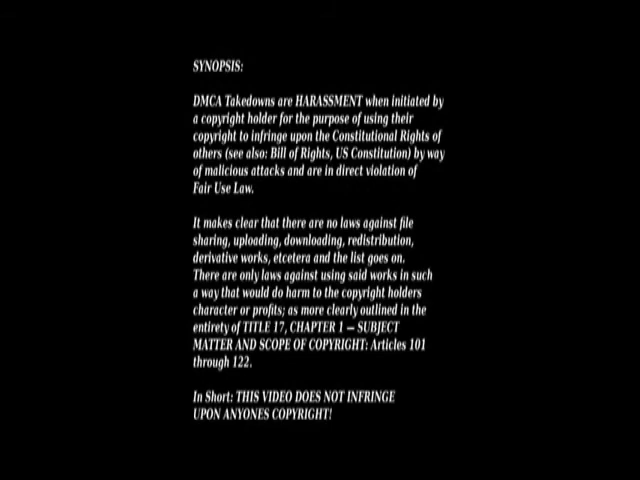 SYNOPSIS:
DMCA Takedowns are HARASSMENT when initiated by
a copyright holder for the purpose of using their
copyright to infringe upon the Constitutional Rights of
others (see also: Bill of Rights, US Constitution) by way
of malicious attacks and are in direct violation of
Fair Use Law.
It makes clear that there are no laws against file
sharing, uploading, downloading, redistribution,
derivative works, etcetera and the list goes on.
There are only laws against using said works in such
a way that would do harm to the copyright holders
character or profits; as more clearly outlined in the
entirety of TITLE 17, CHAPTER 1 — SUBJECT
MATTER AND SCOPE OF COPYRIGHT: Articles 101
through 122.
In Short: THIS VIDEO DOES NOT INFRINGE
UPON ANYONES COPYRIGHT!